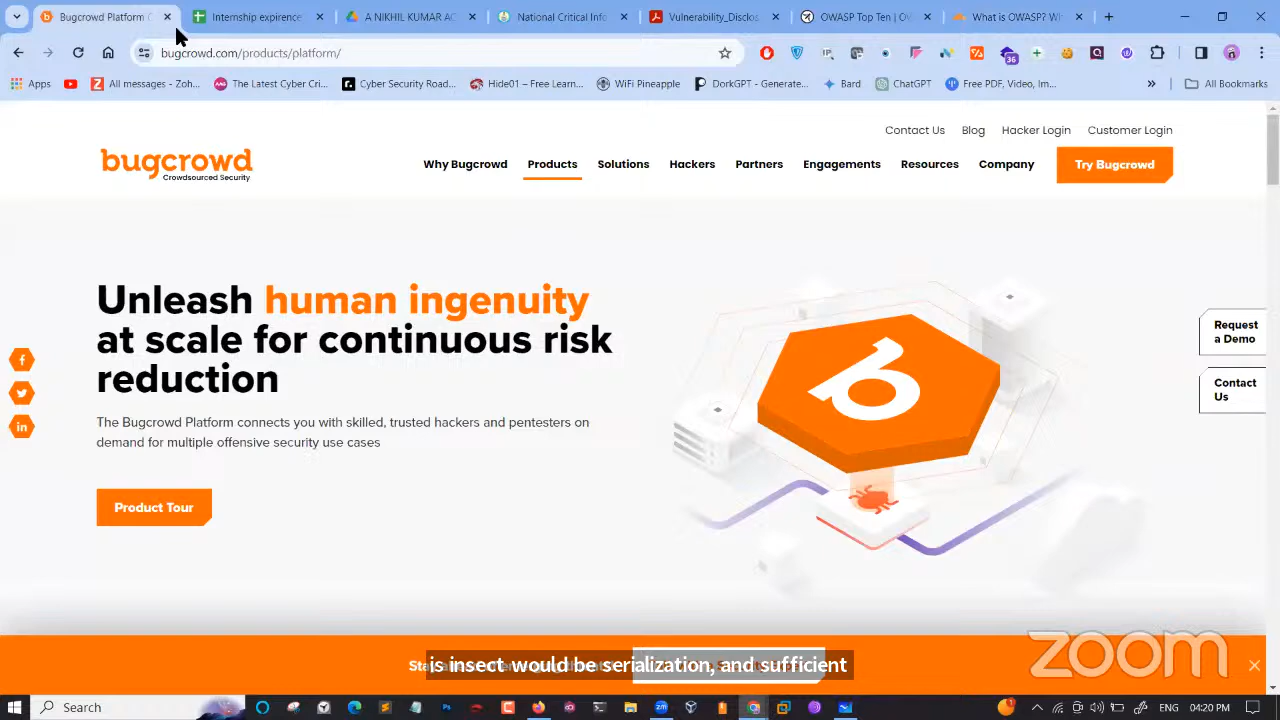 Bugcrowd Platform
Internship expirence
A NIKHIL KUMAR AC
National Critical Info
Vulnerability_Disclos
OWASP Top Ten | O
What is OWASP? W
bugcrowd.com/products/platform/
36
Apps
All messages - Zoh...
The Latest Cyber Cri...
Cyber Security Road...
Hide01 – Free Learn...
WiFi Pineapple
DorkGPT - Generate...
Bard
ChatGPT
Free PDF, Video, Im...
All Bookmarks
Contact Us
Blog
Hacker Login
Customer Login
bugcrowd
Crowdsourced Security
Why Bugcrowd
Products
Solutions
Hackers
Partners
Engagements
Resources
Company
Try Bugcrowd
Unleash human ingenuity
at scale for continuous risk
reduction
The Bugcrowd Platform connects you with skilled, trusted hackers and pentesters on
demand for multiple offensive security use cases
Product Tour
Request
a Demo
Contact
Us
is insect would be serialization, and sufficient
zoom
Search
ENG
04:20 PM